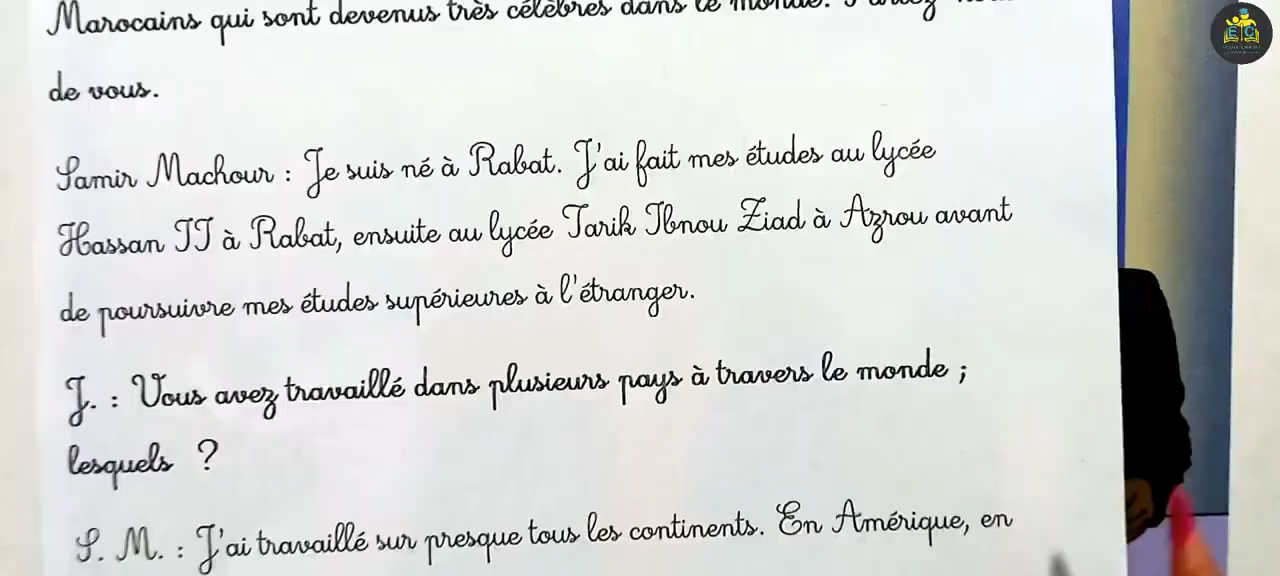 Marocains qui sont devenus très célèbres dans le monde.
de vous.
Samir Machour : Je suis né à Rabat. J'ai fait mes études au lycée
Hassan II à Rabat, ensuite au lycée Tarik Ibnou Ziad à Azrou avant
de poursuivre mes études supérieures à l'étranger.
J. : Vous avez travaillé dans plusieurs pays à travers le monde ;
lesquels ?
S. M. : J'ai travaillé sur presque tous les continents. En Amérique, en